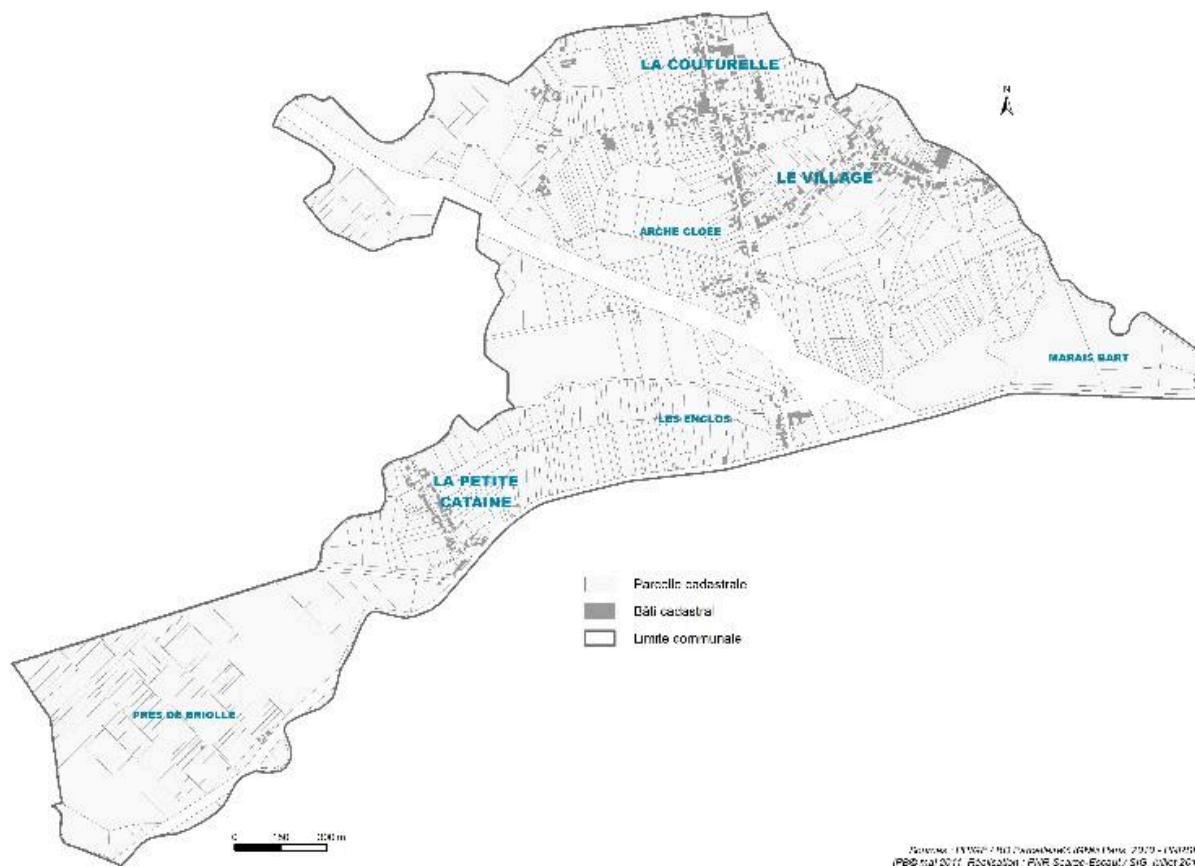 LA COUTURELLE
N
LE VILLAGE
ARCHE CLOEE
MARAIS BART
LES ENCLOS
LA PETITE
CATAINE
Parcelle cadastrale
Bâti cadastral
Limite communale
PRES DE BRIOLLE
0 150 300 m